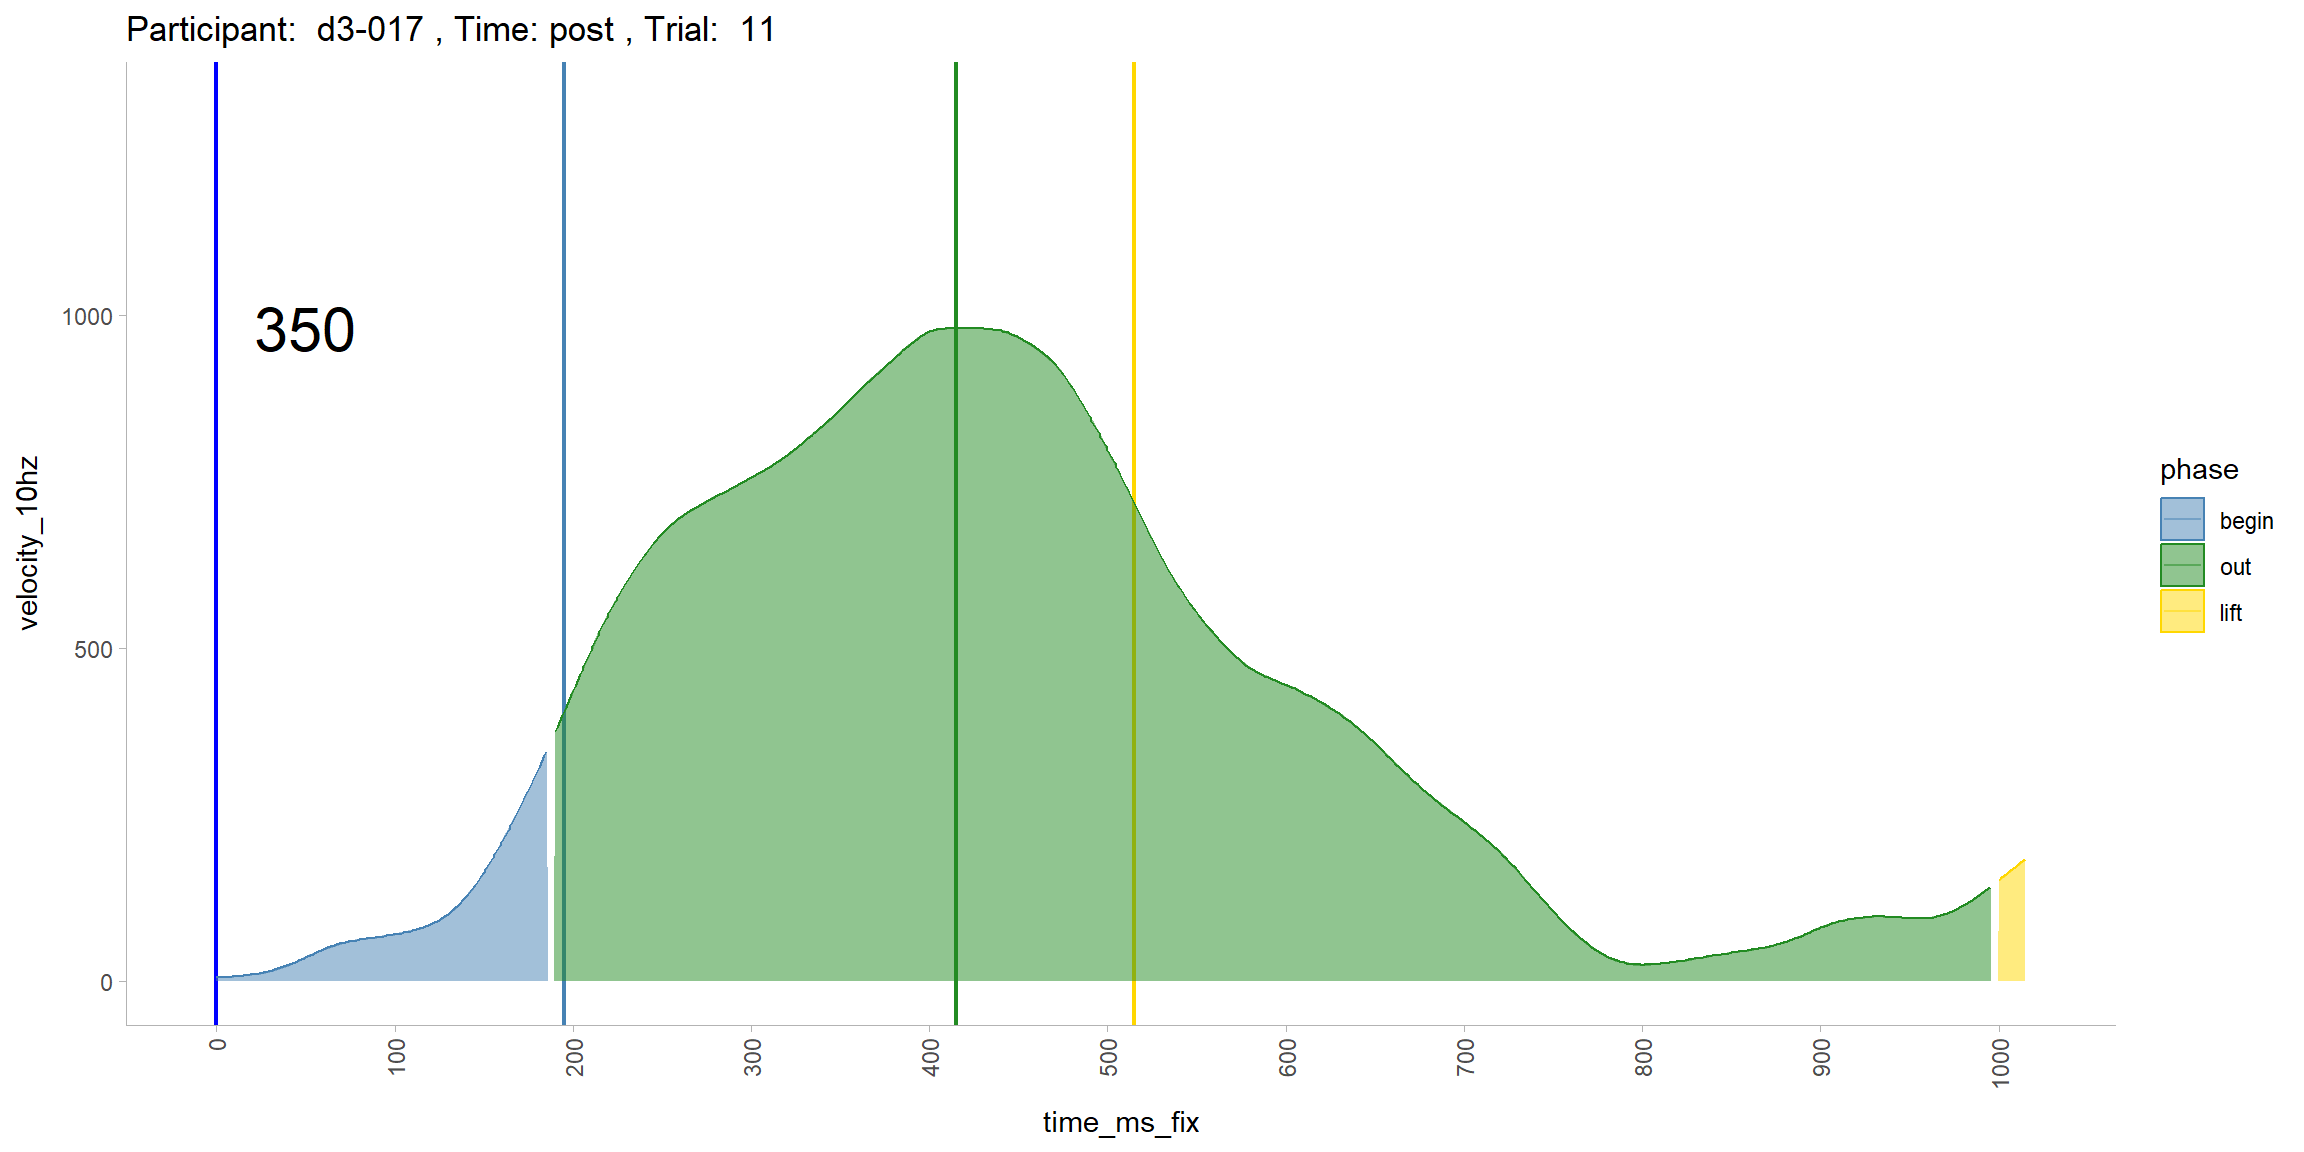 Participant:  d3-017 , Time: post , Trial:  11
350
1000
500
0
velocity_10hz
0
100
200
300
400
500
600
700
800
900
1000
time_ms_fix
phase
begin
out
lift